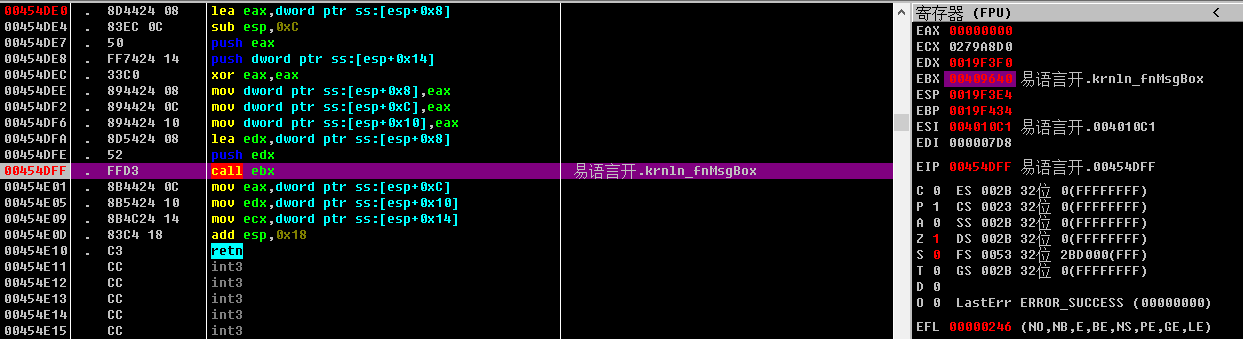 00454DE0 . 8D4424 08 lea eax,dword ptr ss:[esp+0x8]
00454DE4 . 83EC 0C sub esp,0xC
00454DE7 . 50 push eax
00454DE8 . FF7424 14 push dword ptr ss:[esp+0x14]
00454DEC . 33C0 xor eax,eax
00454DEE . 894424 08 mov dword ptr ss:[esp+0x8],eax
00454DF2 . 894424 0C mov dword ptr ss:[esp+0xC],eax
00454DF6 . 894424 10 mov dword ptr ss:[esp+0x10],eax
00454DFA . 8D5424 08 lea edx,dword ptr ss:[esp+0x8]
00454DFE . 52 push edx
00454DFF . FFD3 call ebx 易语言开.krnln_fnMsgBox
00454E01 . 8B4424 0C mov eax,dword ptr ss:[esp+0xC]
00454E05 . 8B5424 10 mov edx,dword ptr ss:[esp+0x10]
00454E09 . 8B4C24 14 mov ecx,dword ptr ss:[esp+0x14]
00454E0D . 83C4 18 add esp,0x18
00454E10 . C3 retn
00454E11 CC int3
00454E12 CC int3
00454E13 CC int3
00454E14 CC int3
00454E15 CC int3
寄存器 (FPU) <
EAX 00000000
ECX 0279A8D0
EDX 0019F3F0
EBX 00409640 易语言开.krnln_fnMsgBox
ESP 0019F3E4
EBP 0019F434
ESI 004010C1 易语言开.004010C1
EDI 000007D8
EIP 00454DFF 易语言开.00454DFF
C 0 ES 002B 32位 0(FFFFFFFF)
P 1 CS 0023 32位 0(FFFFFFFF)
A 0 SS 002B 32位 0(FFFFFFFF)
Z 1 DS 002B 32位 0(FFFFFFFF)
S 0 FS 0053 32位 2BD000(FFF)
T 0 GS 002B 32位 0(FFFFFFFF)
D 0
O 0 LastErr ERROR_SUCCESS (00000000)
EFL 00000246 (NO,NB,E,BE,NS,PE,GE,LE)